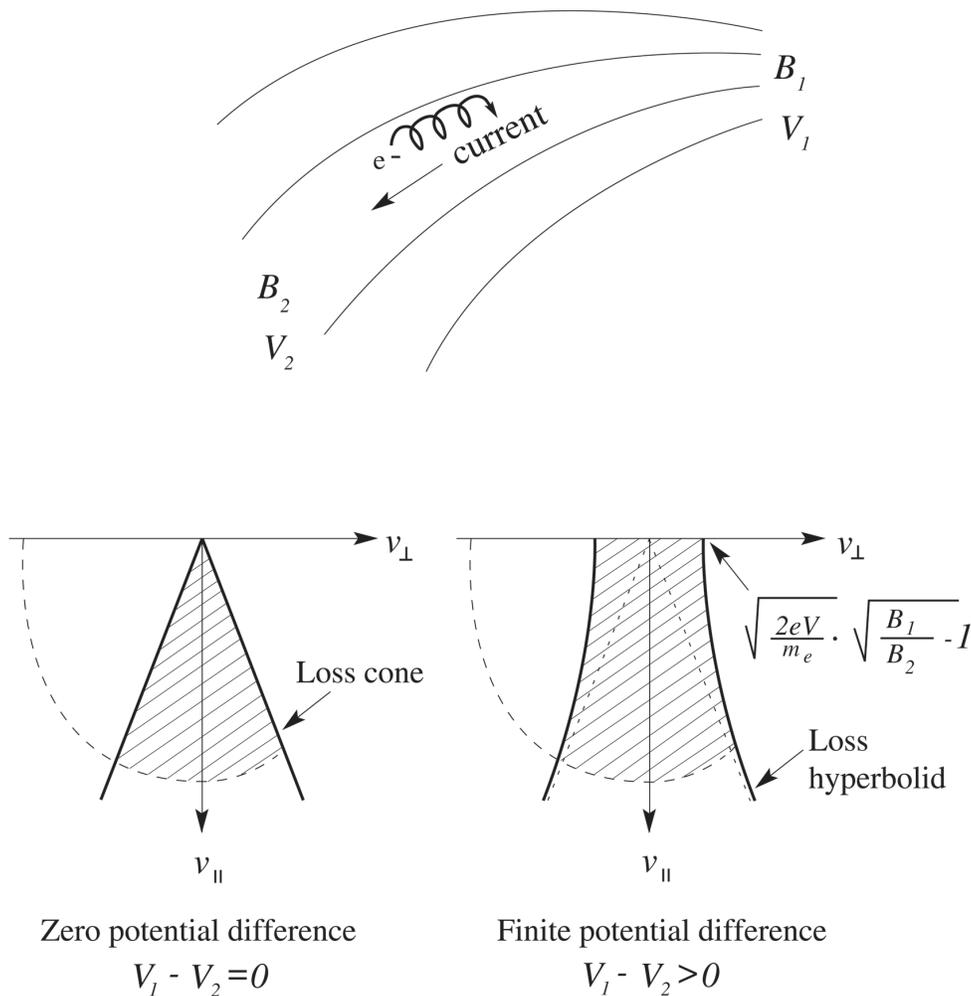 B₁
V₁
e-
current
B₂
V₂
v⊥
v⊥
√(2eV/mₑ) · √(B₁/B₂ -1
Loss cone
Loss
hyperbolid
v∥
v∥
Zero potential difference
V₁ - V₂ =0
Finite potential difference
V₁ - V₂ >0